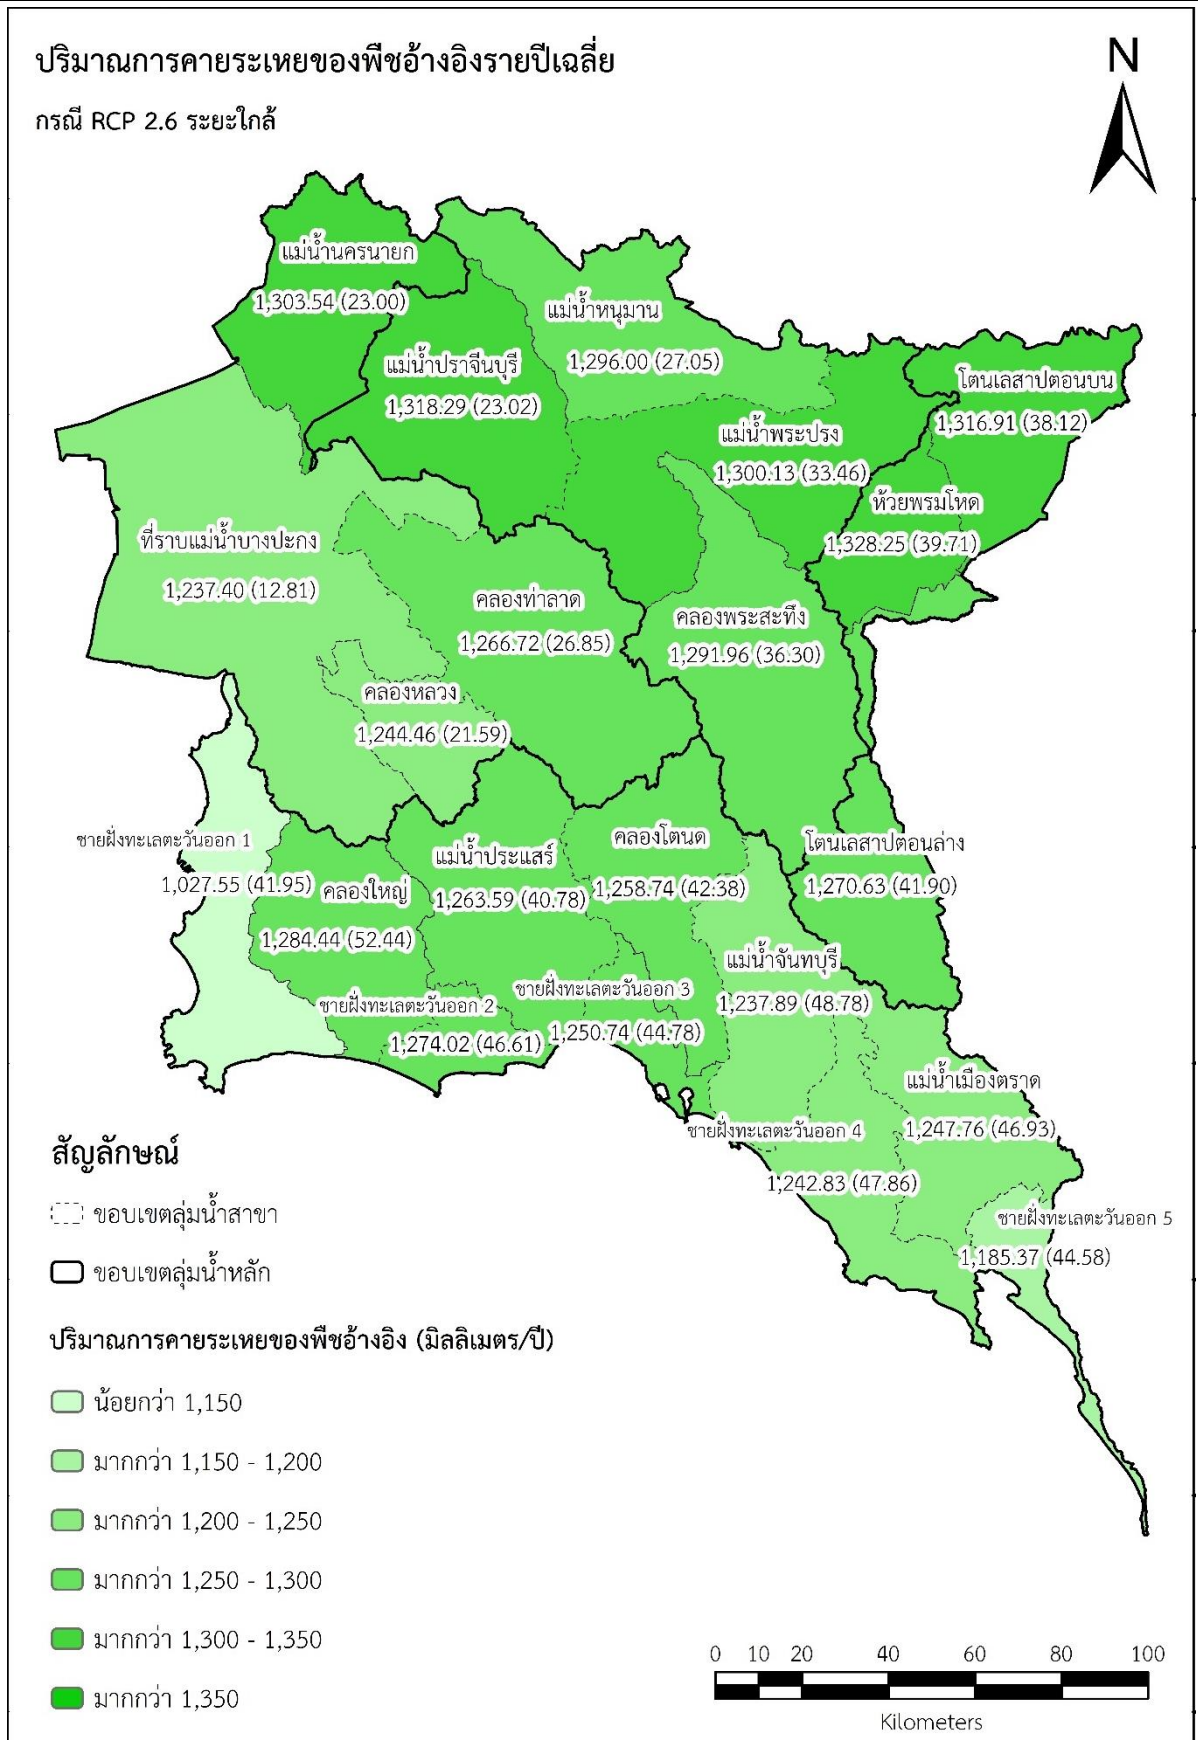 ปริมาณการคายระเหยของพืชอ้างอิงรายปีเฉลี่ย
กรณี RCP 2.6 ระยะใกล้
N
แม่น้ำนครนายก
1,303.54 (23.00)
แม่น้ำหนุมาน
1,296.00 (27.05)
แม่น้ำปราจีนบุรี
1,318.29 (23.02)
โตนเลสาปตอนบน
1,316.91 (38.12)
แม่น้ำพระปรง
1,300.13 (33.46)
ห้วยพรมโหด
1,328.25 (39.71)
ที่ราบแม่น้ำบางปะกง
1,237.40 (12.81)
คลองท่าลาด
1,266.72 (26.85)
คลองพระสะทึง
1,291.96 (36.30)
คลองหลวง
1,244.46 (21.59)
ชายฝั่งทะเลตะวันออก 1
1,027.55 (41.95)
คลองใหญ่
1,284.44 (52.44)
แม่น้ำประแสร์
1,263.59 (40.78)
คลองโตนด
1,258.74 (42.38)
โตนเลสาปตอนล่าง
1,270.63 (41.90)
แม่น้ำจันทบุรี
1,237.89 (48.78)
ชายฝั่งทะเลตะวันออก 2
1,274.02 (46.61)
ชายฝั่งทะเลตะวันออก 3
1,250.74 (44.78)
แม่น้ำเมืองตราด
1,247.76 (46.93)
ชายฝั่งทะเลตะวันออก 4
1,242.83 (47.86)
ชายฝั่งทะเลตะวันออก 5
1,185.37 (44.58)
สัญลักษณ์
ขอบเขตลุ่มน้ำสาขา
ขอบเขตลุ่มน้ำหลัก
ปริมาณการคายระเหยของพืชอ้างอิง (มิลลิเมตร/ปี)
น้อยกว่า 1,150
มากกว่า 1,150 - 1,200
มากกว่า 1,200 - 1,250
มากกว่า 1,250 - 1,300
มากกว่า 1,300 - 1,350
มากกว่า 1,350
0 10 20 40 60 80 100
Kilometers